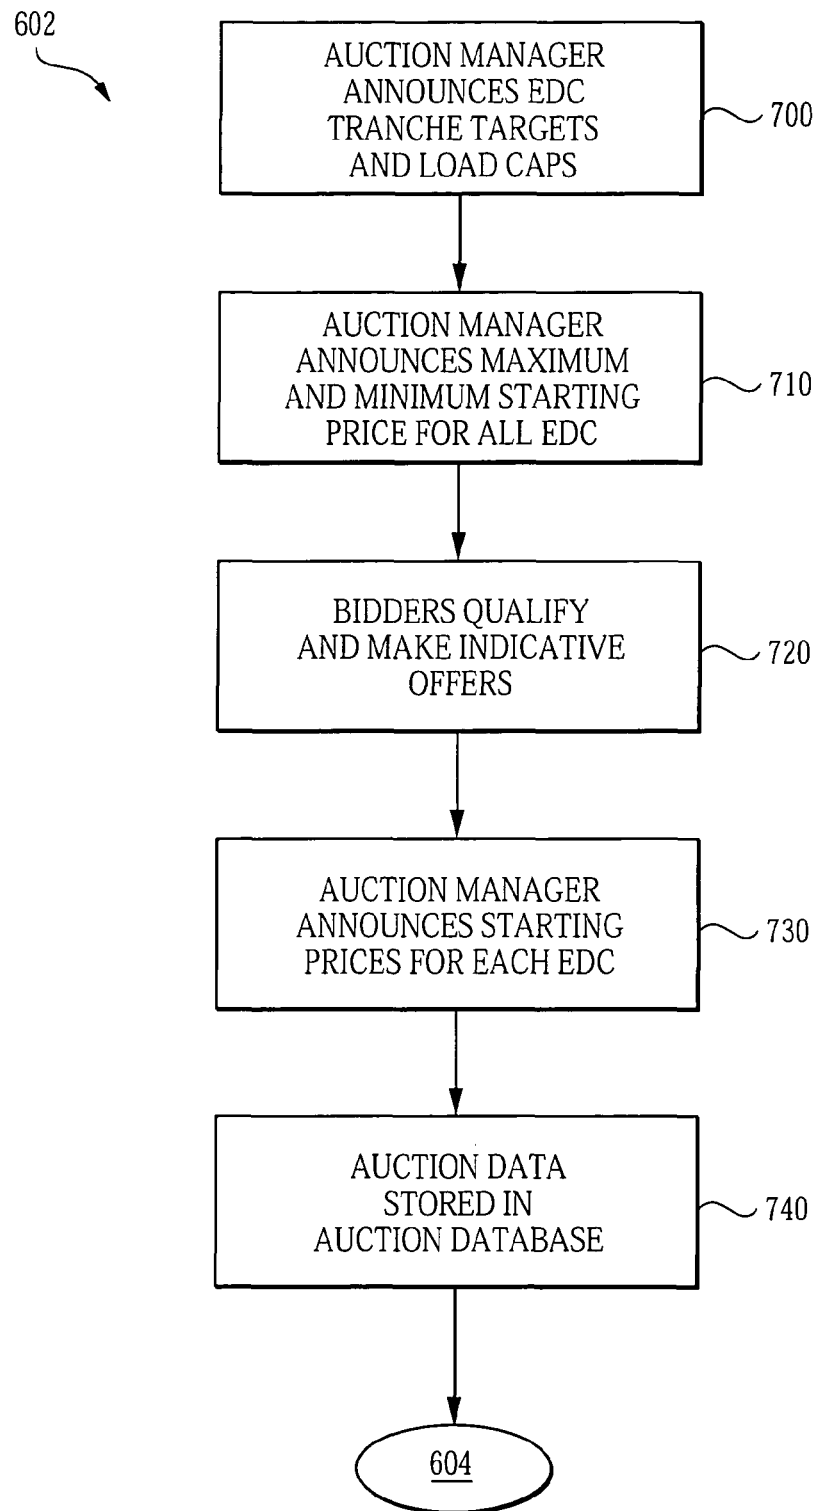 602
AUCTION MANAGER
ANNOUNCES EDC
TRANCHE TARGETS
AND LOAD CAPS
700
AUCTION MANAGER
ANNOUNCES MAXIMUM
AND MINIMUM STARTING
PRICE FOR ALL EDC
710
BIDDERS QUALIFY
AND MAKE INDICATIVE
OFFERS
720
AUCTION MANAGER
ANNOUNCES STARTING
PRICES FOR EACH EDC
730
AUCTION DATA
STORED IN
AUCTION DATABASE
740
604